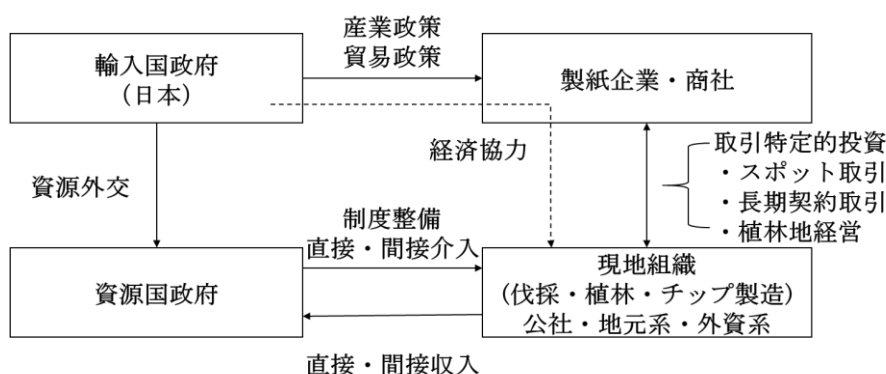 産業政策
貿易政策
輸入国政府
（日本）
製紙企業・商社
経済協力
取引特定的投資
・スポット取引
・長期契約取引
・植林地経営
資源外交
制度整備
直接・間接介入
資源国政府
現地組織
（伐採・植林・チップ製造）
公社・地元系・外資系
直接・間接収入